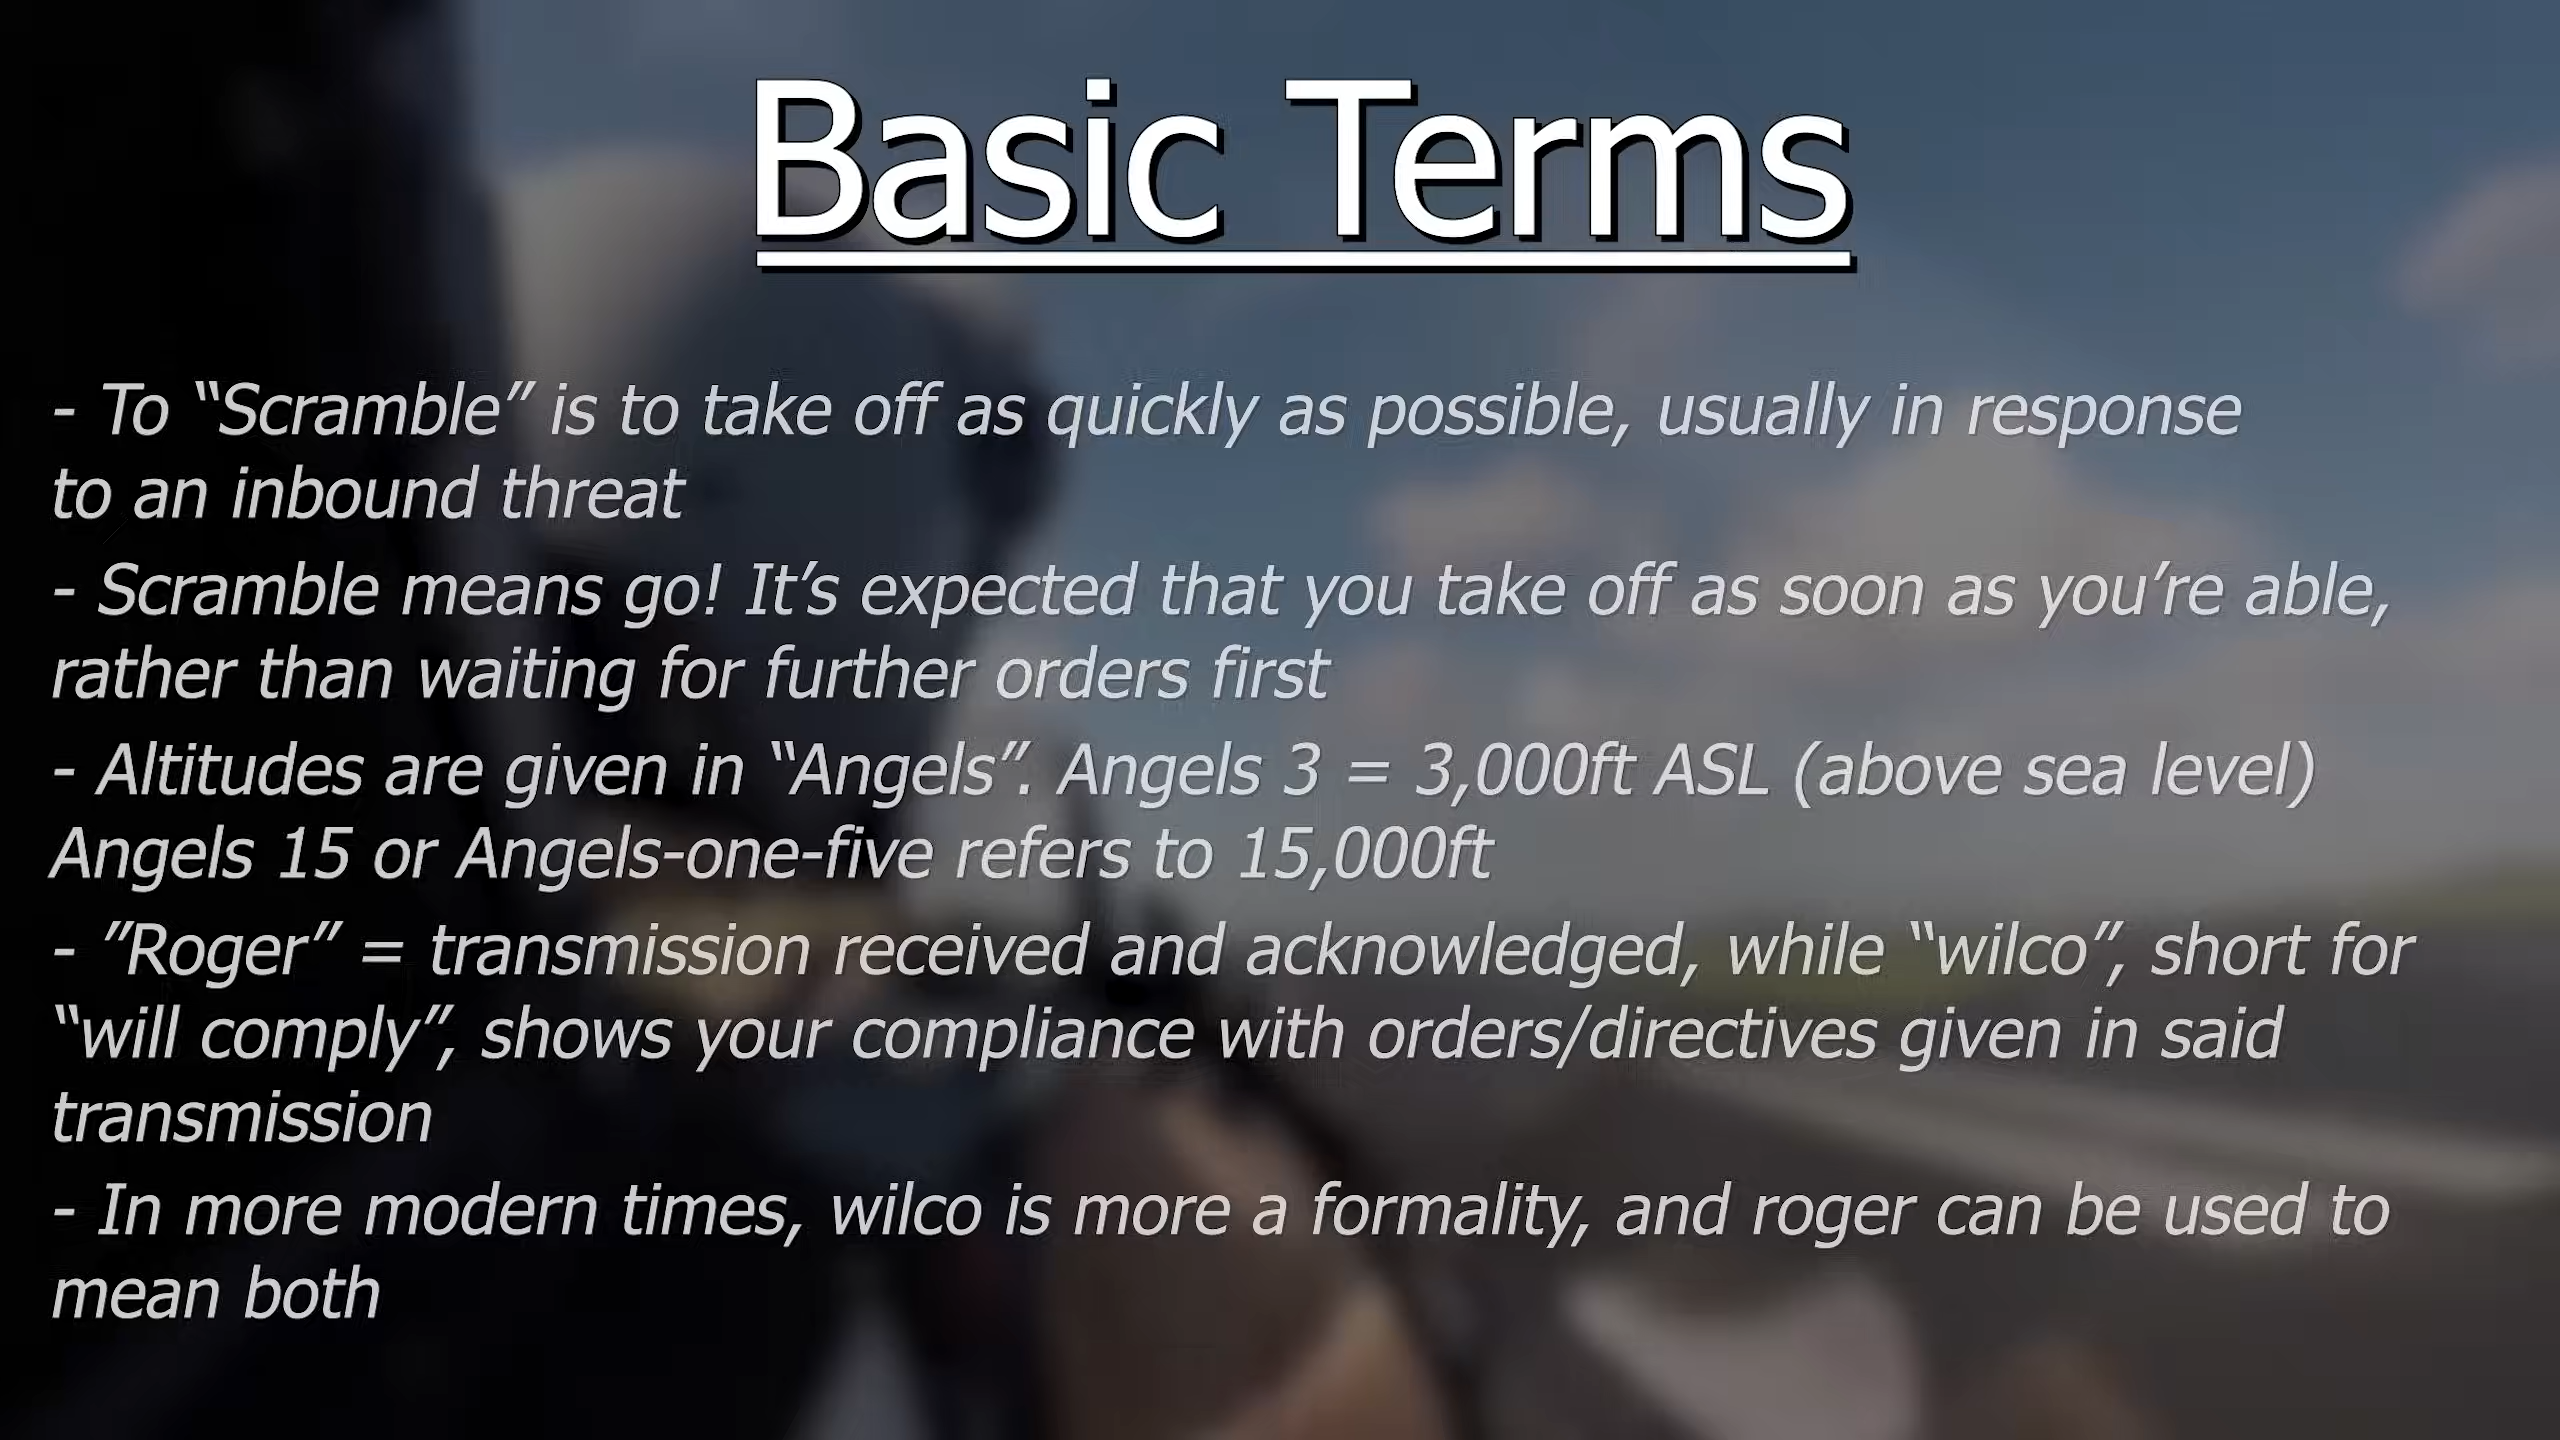 Basic Terms
- To “Scramble” is to take off as quickly as possible, usually in response
to an inbound threat
- Scramble means go! It’s expected that you take off as soon as you’re able,
rather than waiting for further orders first
- Altitudes are given in “Angels”. Angels 3 = 3,000ft ASL (above sea level)
Angels 15 or Angels-one-five refers to 15,000ft
- ”Roger” = transmission received and acknowledged, while “wilco”, short for
“will comply”, shows your compliance with orders/directives given in said
transmission
- In more modern times, wilco is more a formality, and roger can be used to
mean both